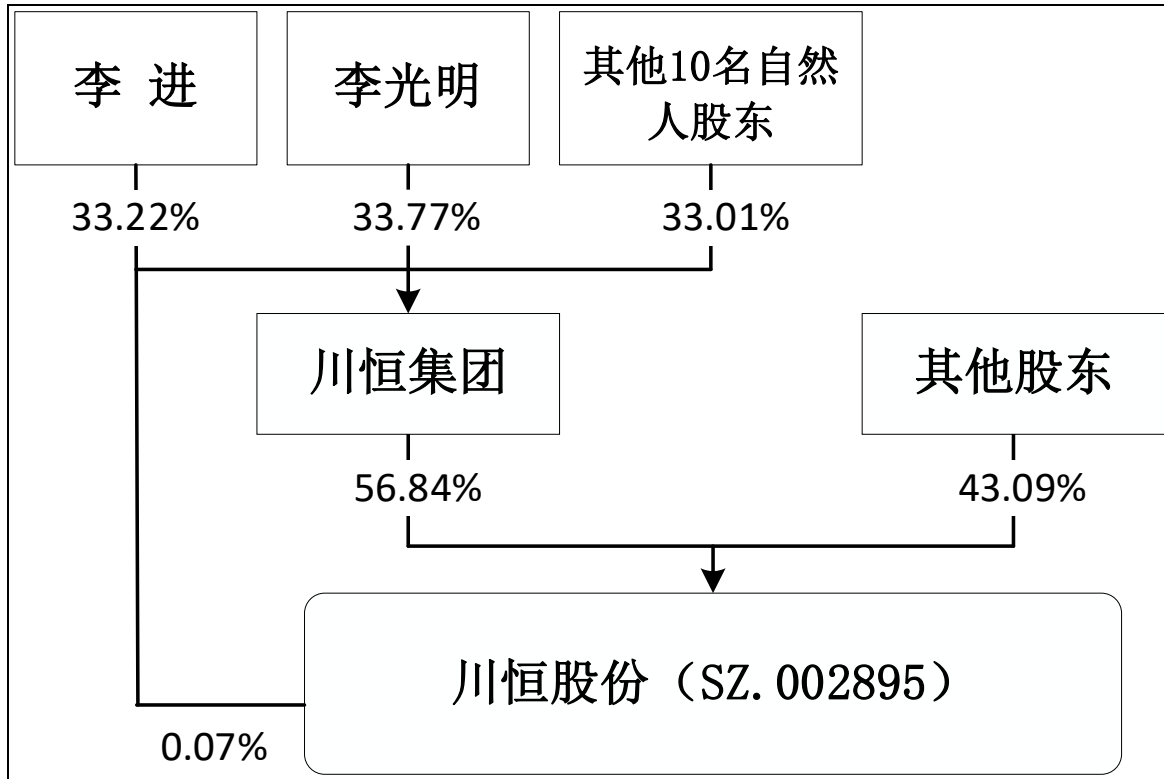 李 进
李光明
其他10名自然
人股东
33.22%
33.77%
33.01%
川恒集团
其他股东
56.84%
43.09%
川恒股份（SZ.002895）
0.07%